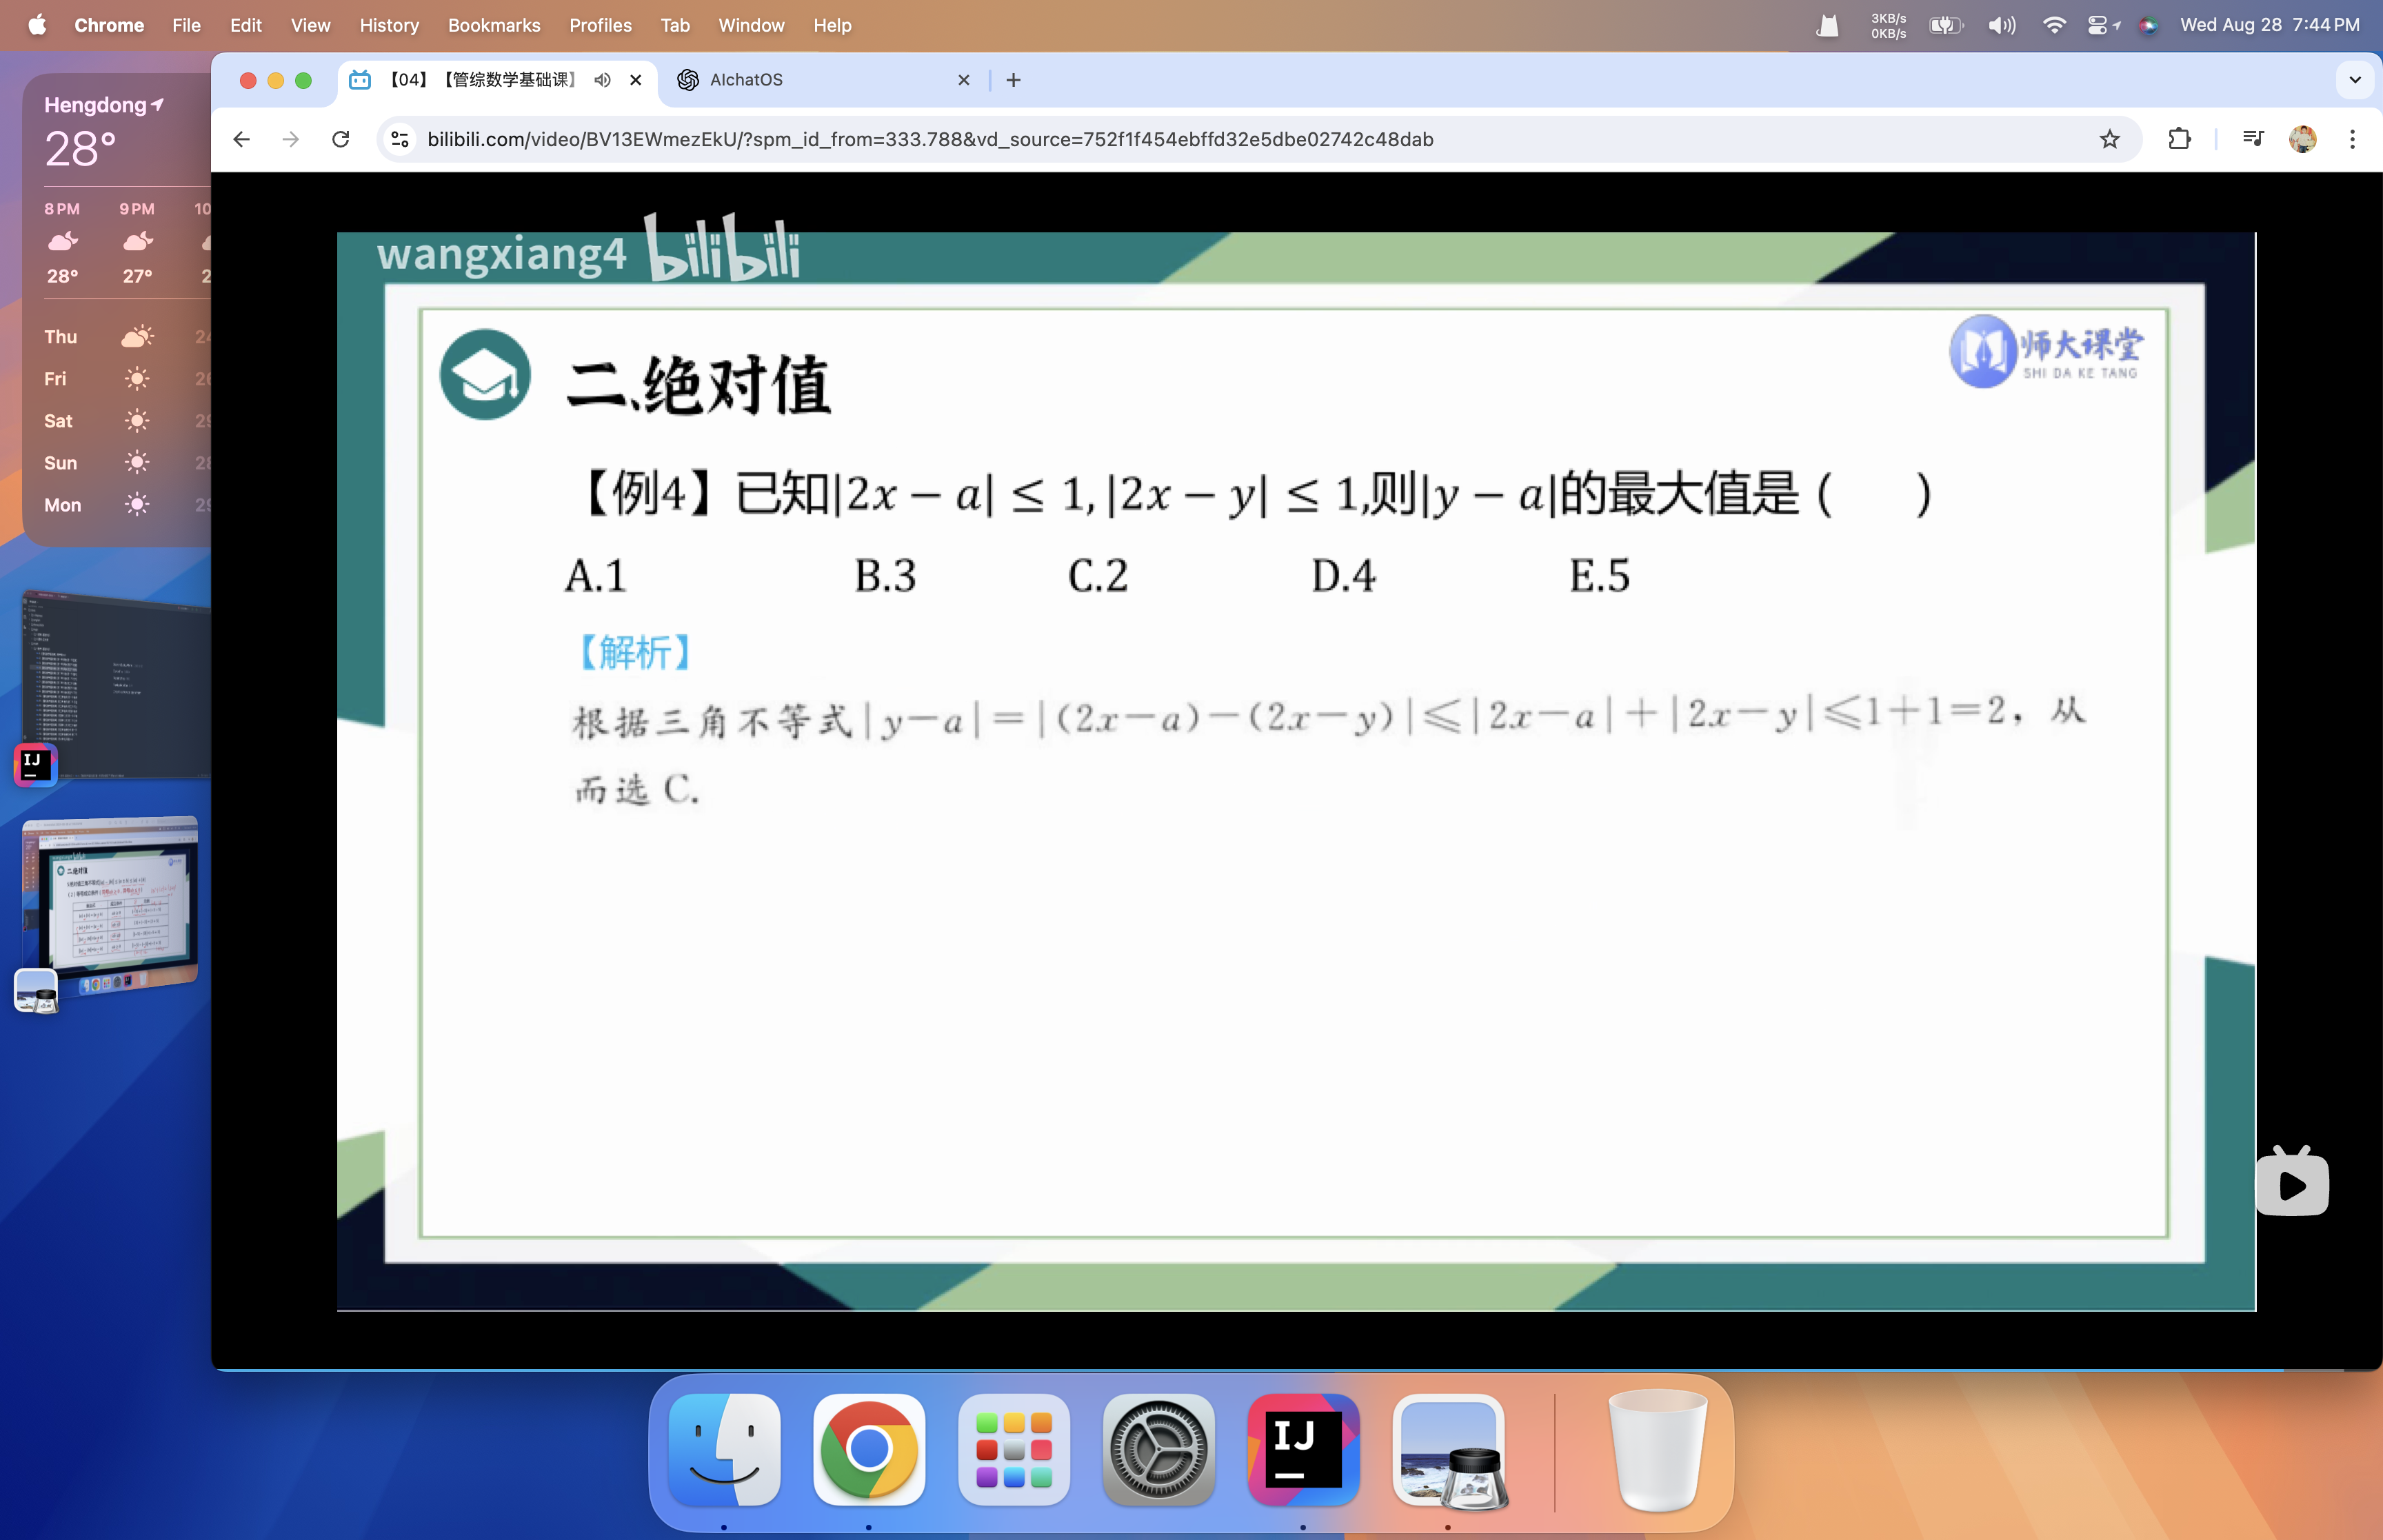 Chrome File Edit View History Bookmarks Profiles Tab Window Help
3KB/s
0KB/s
Wed Aug 28 7:44 PM
【04】【管综数学基础课】
AIchatOS
bilibili.com/video/BV13EWmezEkU/?spm_id_from=333.788&vd_source=752f1f454ebffd32e5dbe02742c48dab
Hengdong
28°
8 PM 9 PM 10
28° 27° 2
Thu 24
Fri 26
Sat 29
Sun 28
Mon 29
wangxiang4 bilibili
师大课堂
SHI DA KE TANG
二.绝对值
【例4】已知|2x − a| ≤ 1, |2x − y| ≤ 1,则|y − a|的最大值是 ( )
A.1 B.3 C.2 D.4 E.5
【解析】
根据三角不等式|y−a|=|(2x−a)−(2x−y)|⩽|2x−a|+|2x−y|⩽1+1=2，从
而选 C.
IJ
IJ